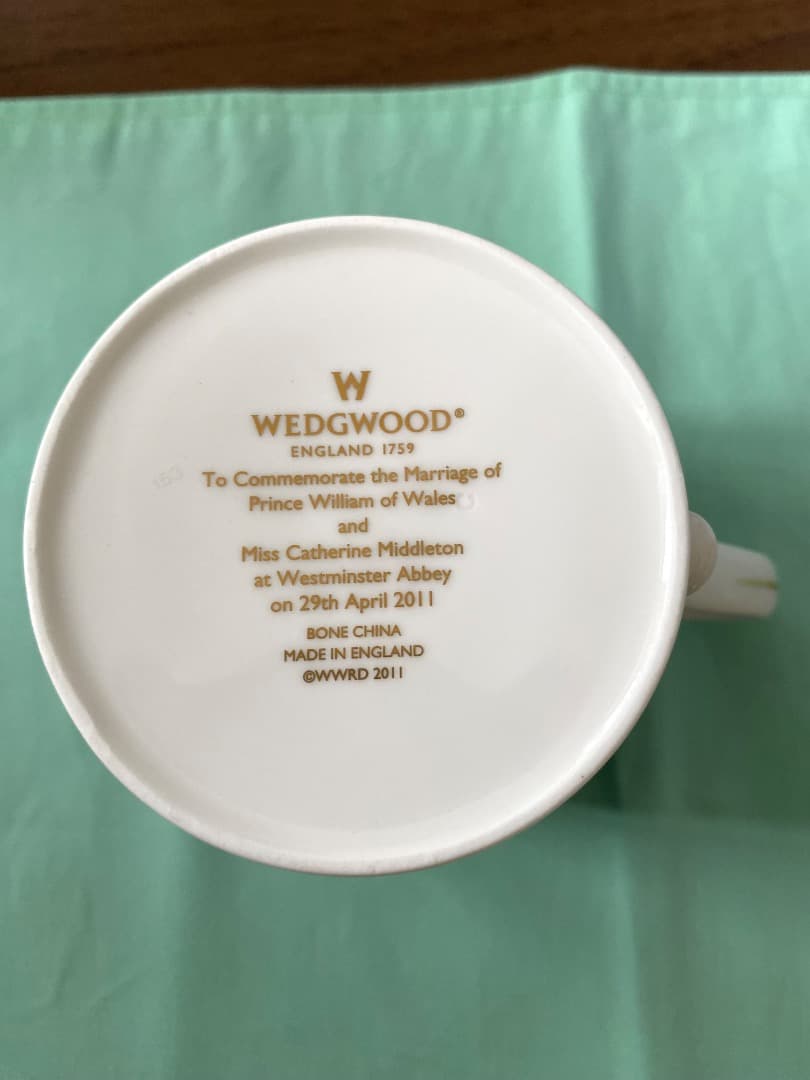 W
WEDGWOOD®
ENGLAND 1759
To Commemorate the Marriage of
Prince William of Wales
and
Miss Catherine Middleton
at Westminster Abbey
on 29th April 2011
BONE CHINA
MADE IN ENGLAND
©WWRD 2011